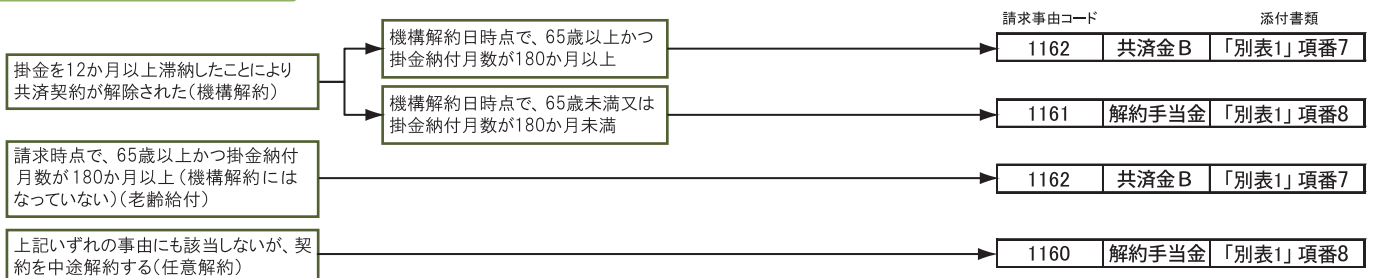 請求事由コード 添付書類
掛金を12か月以上滞納したことにより
共済契約が解除された(機構解約)
機構解約日時点で、65歳以上かつ
掛金納付月数が180か月以上
1162 共済金B 「別表1」項番7
機構解約日時点で、65歳未満又は
掛金納付月数が180か月未満
1161 解約手当金 「別表1」項番8
請求時点で、65歳以上かつ掛金納付
月数が180か月以上(機構解約には
なっていない)(老齢給付)
1162 共済金B 「別表1」項番7
上記いずれの事由にも該当しないが、契
約を中途解約する(任意解約)
1160 解約手当金 「別表1」項番8